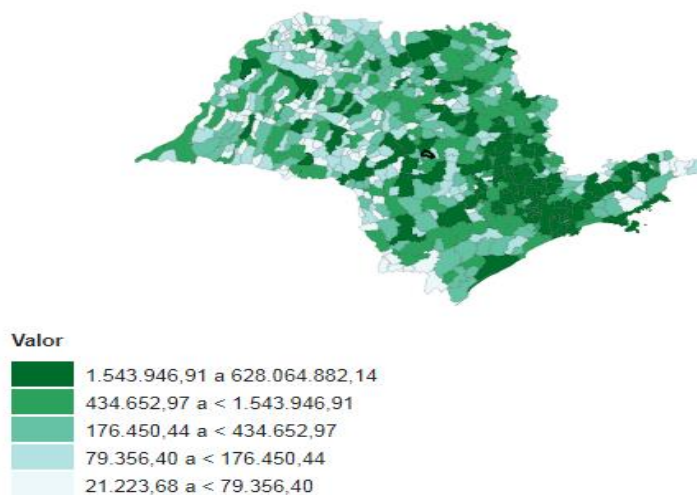 Valor
1.543.946,91 a 628.064.882,14
434.652,97 a < 1.543.946,91
176.450,44 a < 434.652,97
79.356,40 a < 176.450,44
21.223,68 a < 79.356,40